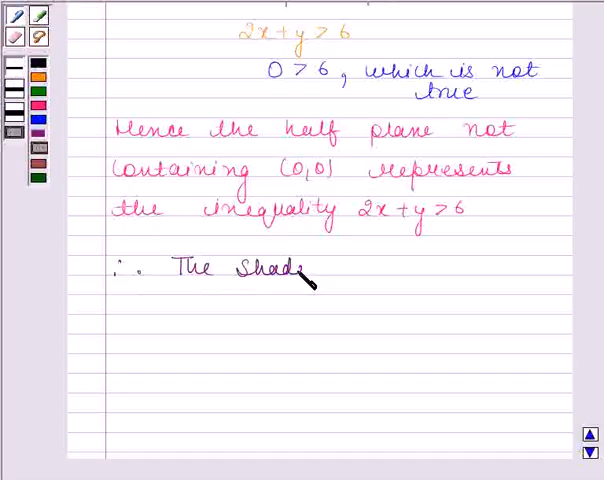 2x + y > 6
0 > 6, which is not
true
Hence the half plane not
containing (0,0) represents
the inequality 2x + y > 6
∴ The Shade